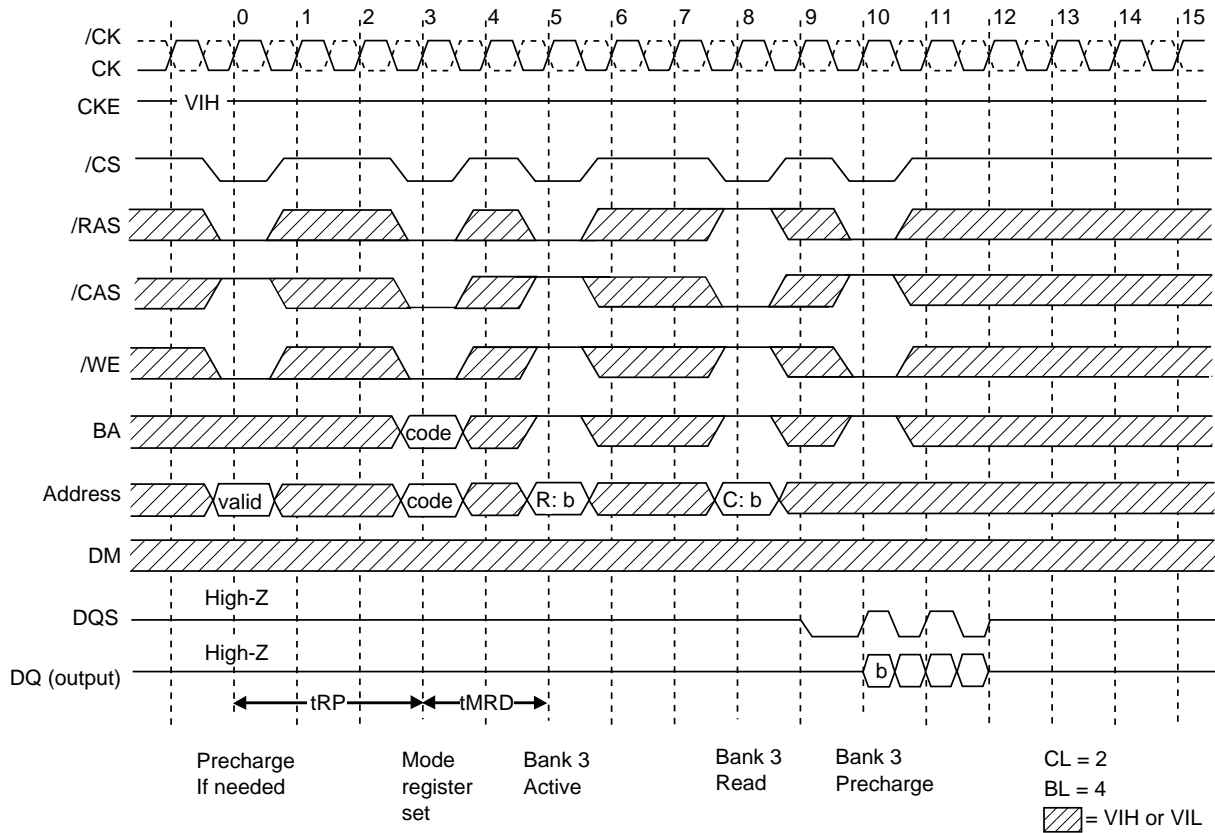 0 1 2 3 4 5 6 7 8 9 10 11 12 13 14 15
/CK
CK
CKE VIH
/CS
/RAS
/CAS
/WE
BA code
Address valid code R: b C: b
DM
High-Z
DQS
High-Z
DQ (output) b
tRP tMRD
Precharge If needed
Mode register set
Bank 3 Active
Bank 3 Read
Bank 3 Precharge
CL = 2
BL = 4
= VIH or VIL